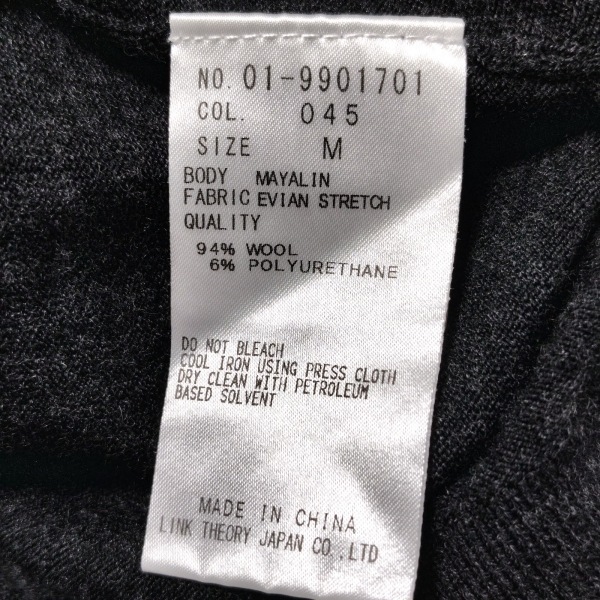 NO. 01-9901701
COL. 045
SIZE M
BODY MAYALIN
FABRIC EVIAN STRETCH
QUALITY
94% WOOL
6% POLYURETHANE
DO NOT BLEACH
COOL IRON USING PRESS CLOTH
DRY CLEAN WITH PETROLEUM
BASED SOLVENT
MADE IN CHINA
LINK THEORY JAPAN CO.,LTD